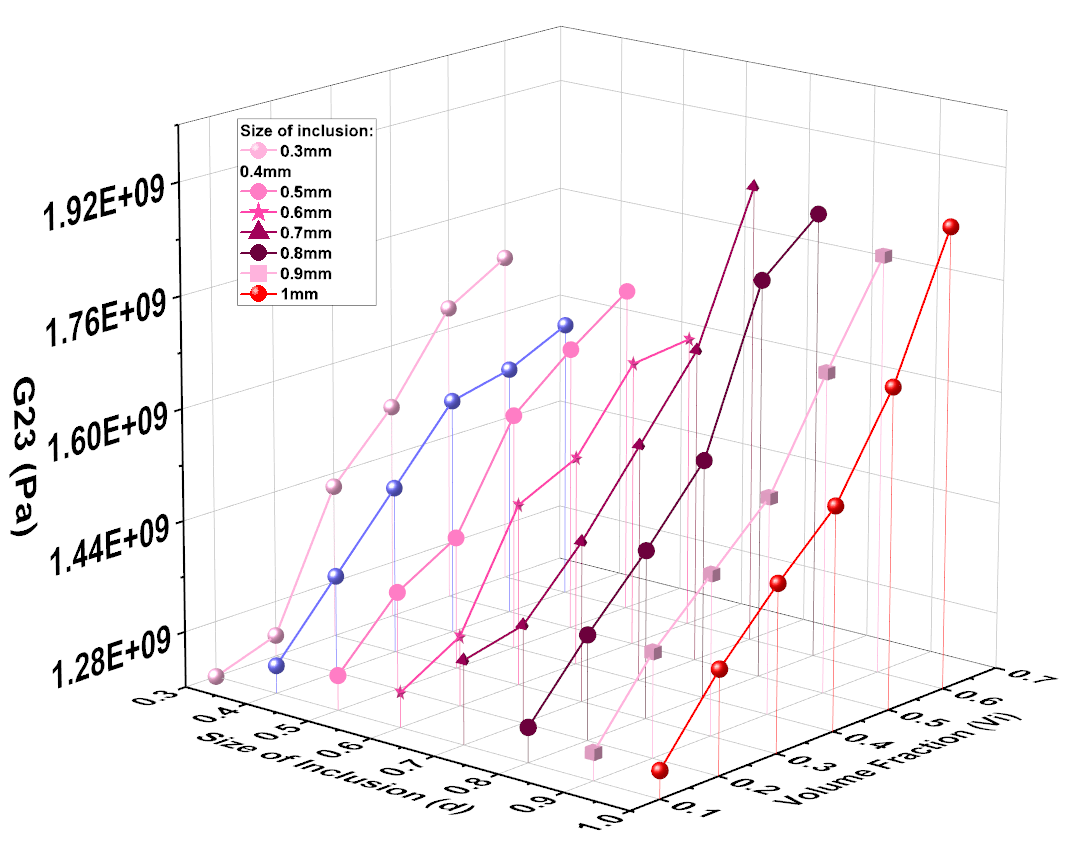 Size of inclusion:
0.3mm
0.4mm
0.5mm
0.6mm
0.7mm
0.8mm
0.9mm
1mm
1.92E+09
1.76E+09
1.60E+09
1.44E+09
1.28E+09
G23 (Pa)
0.3
0.4
0.5
0.6
0.7
0.8
0.9
1.0
Size of Inclusion (d)
0.1
0.2
0.3
0.4
0.5
0.6
0.7
Volume Fraction (Vi)